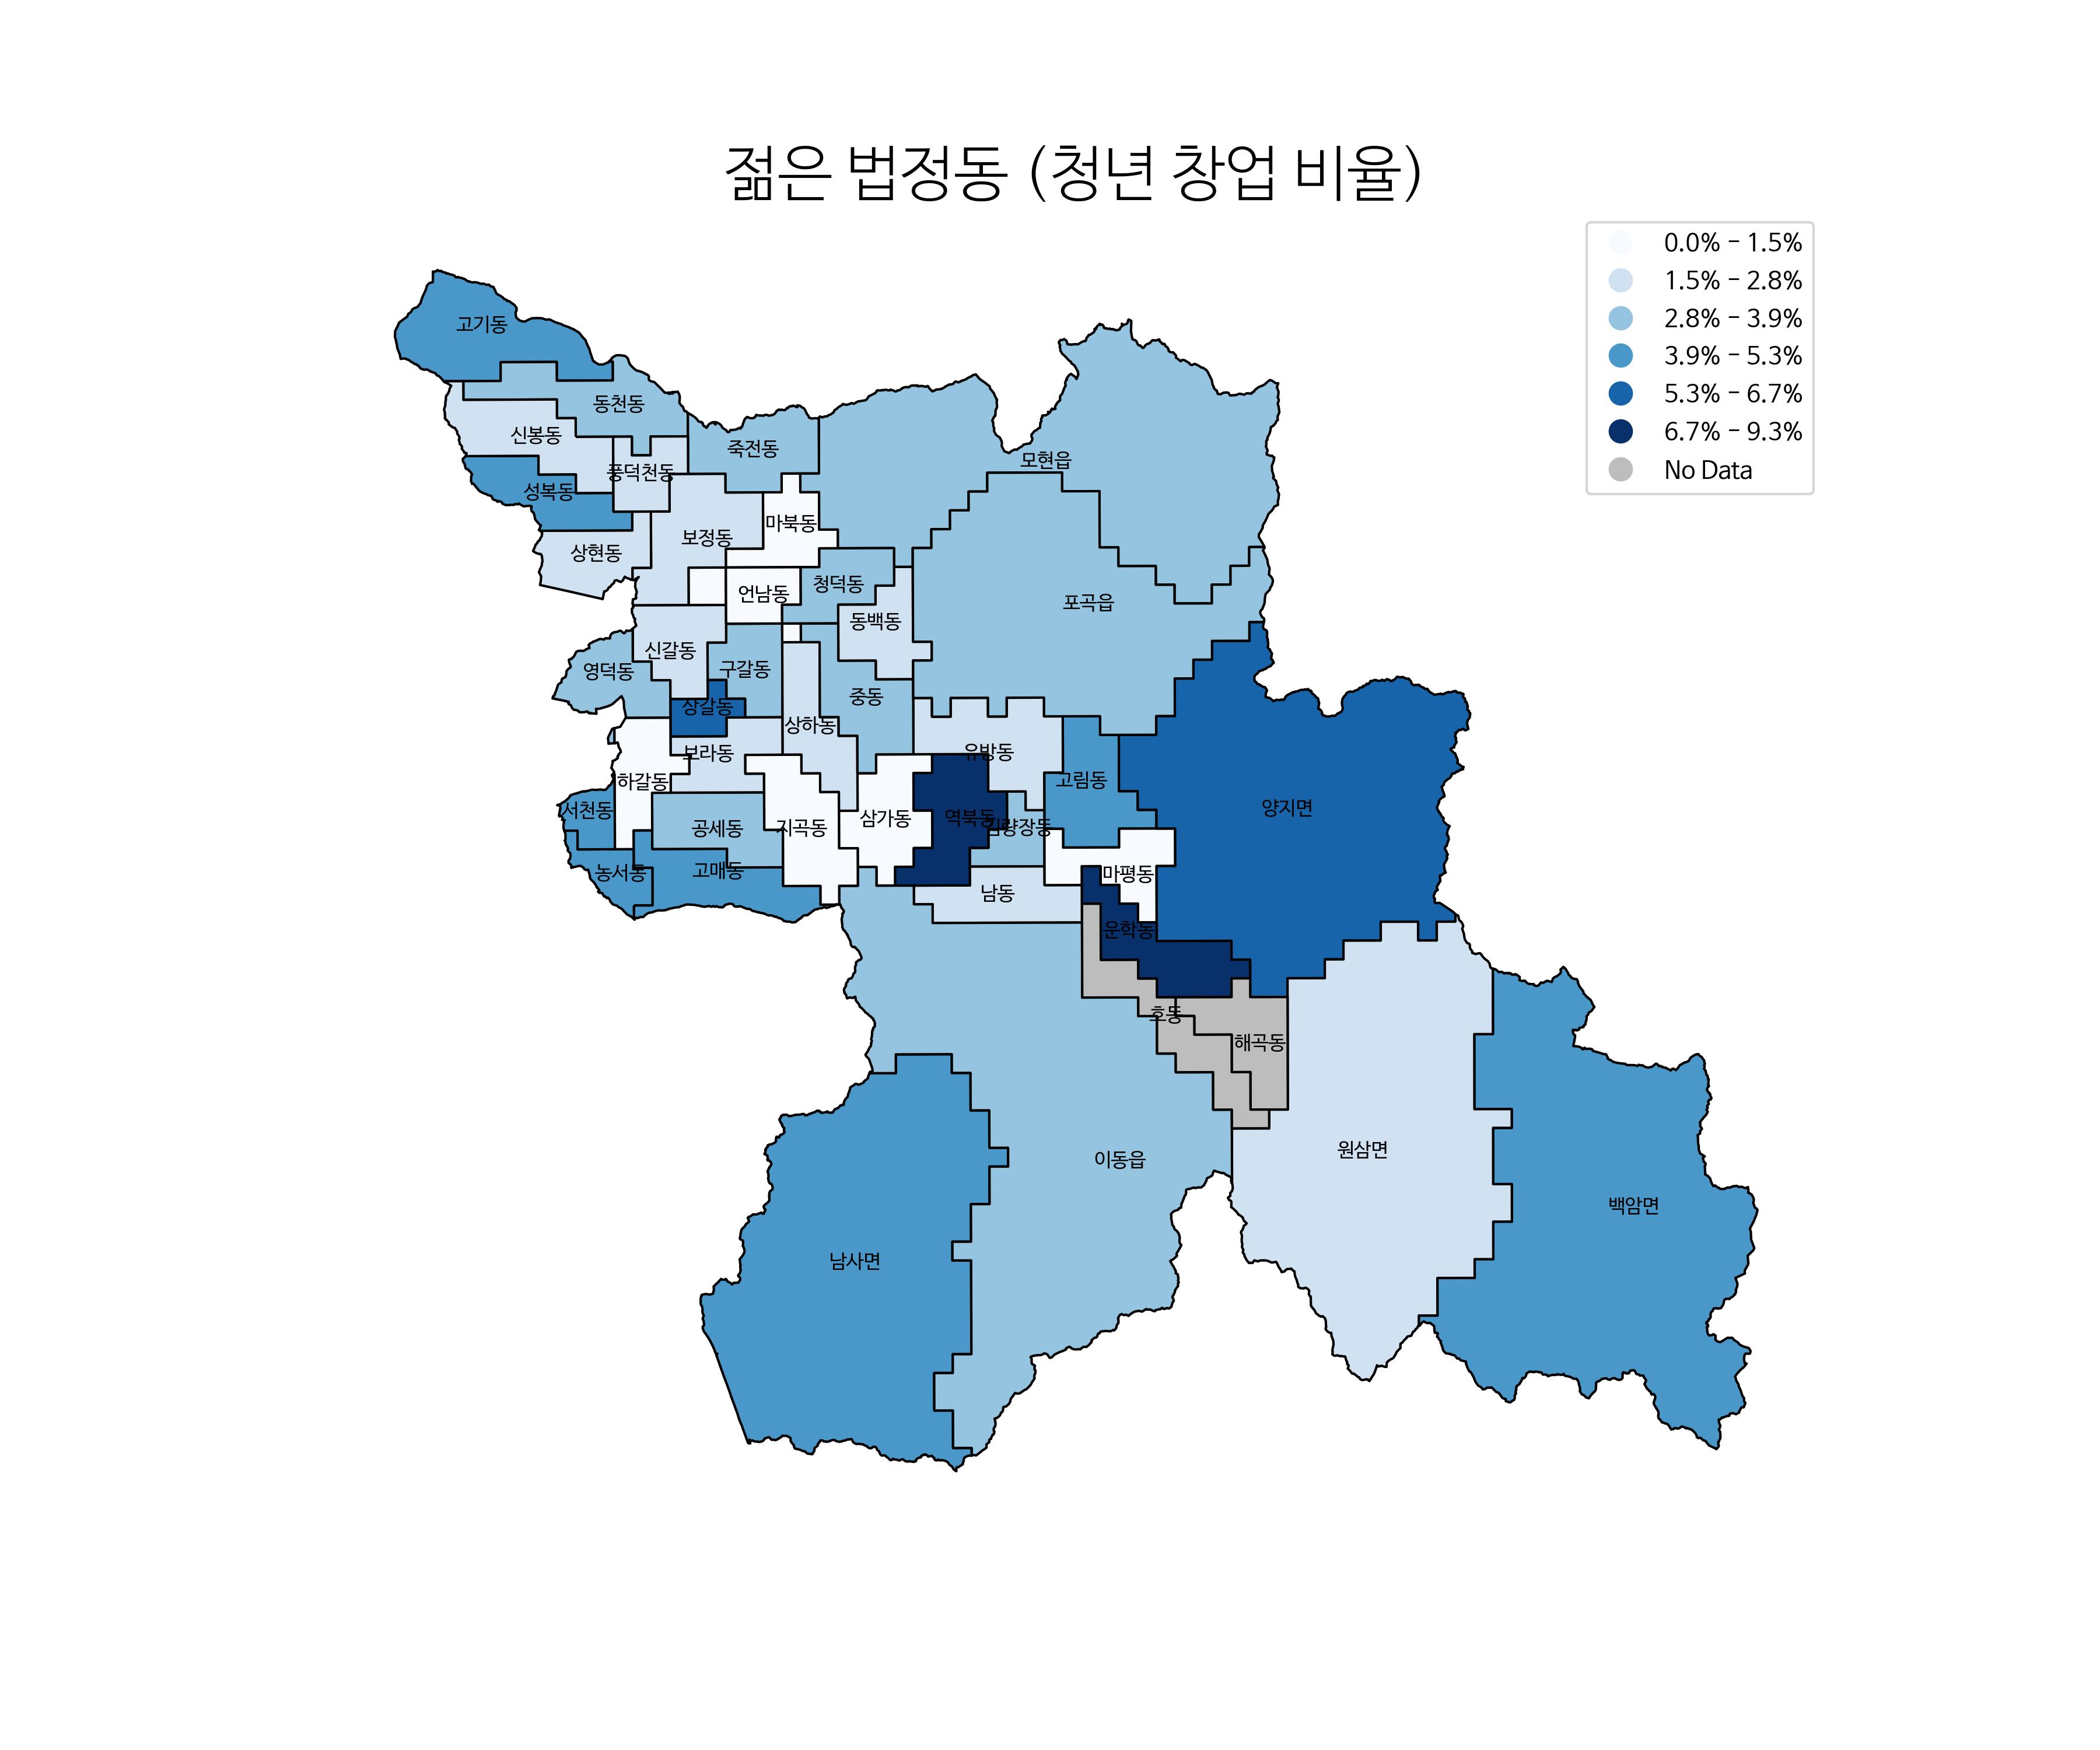 젊은 법정동 (청년 창업 비율)
0.0% - 1.5%
1.5% - 2.8%
2.8% - 3.9%
3.9% - 5.3%
5.3% - 6.7%
6.7% - 9.3%
No Data
고기동
동천동
신봉동
죽전동
모현읍
풍덕천동
성복동
마북동
보정동
상현동
청덕동
언남동
포곡읍
동백동
신갈동
영덕동
구갈동
중동
상갈동
상하동
유방동
보라동
하갈동
고림동
양지면
서천동
공세동
지곡동
삼가동
역북동
김량장동
농서동
고매동
마평동
남동
운학동
호동
해곡동
이동읍
원삼면
백암면
남사면